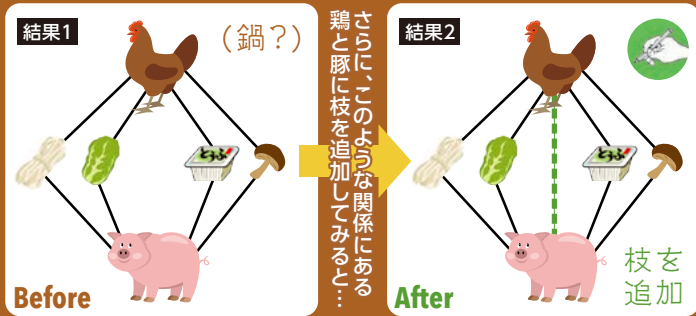 結果1
(鍋?)
Before
さらに、このような関係にある
鶏と豚に枝を追加してみると…
結果2
After
枝を
追加
とうふ
とうふ